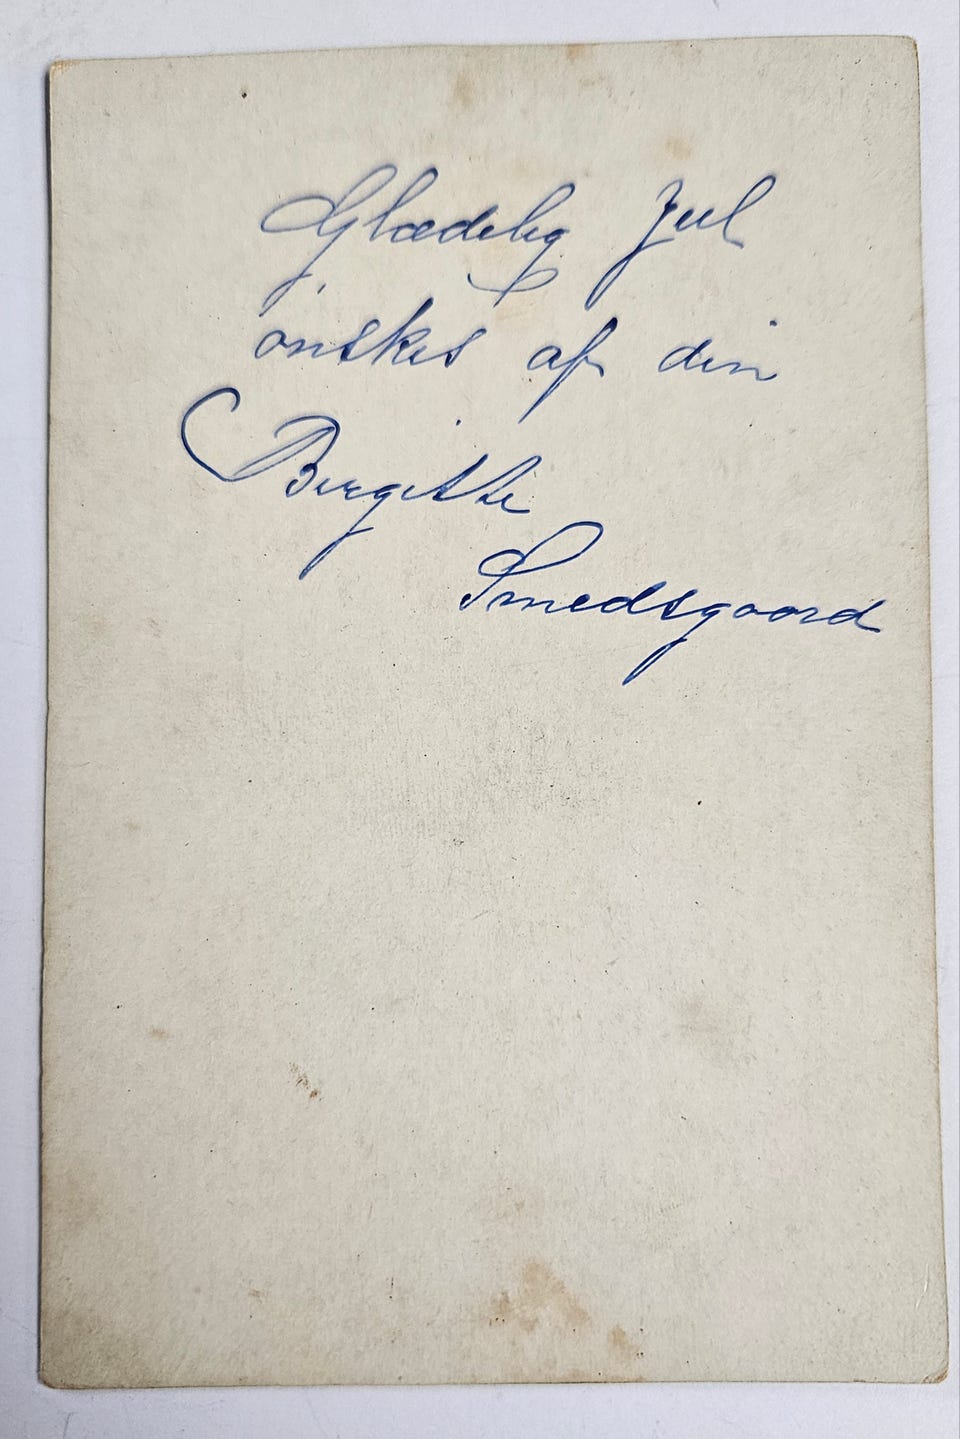 Glædelig Jul
ønskes af din
Birgitte
Smedsgaard